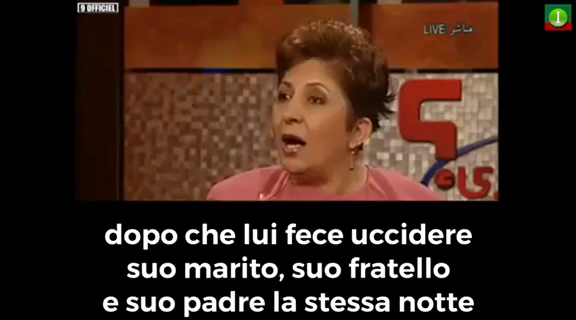 9 OFFICIEL
LIVE مباشر
dopo che lui fece uccidere
suo marito, suo fratello
e suo padre la stessa notte